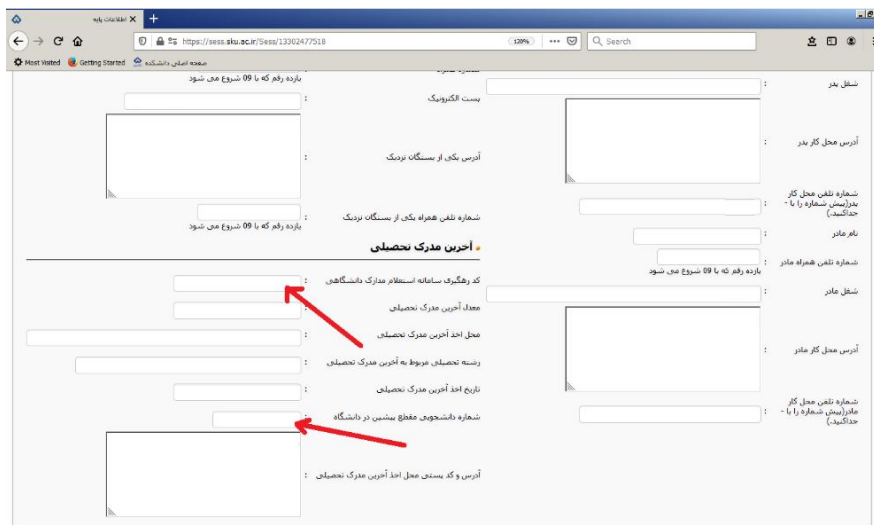 اطلاعات پایه
https://sess.sku.ac.ir/Sess/13302477518
120%
Search
Most Visited
Getting Started
صفحه اصلی دانشکده
شغل پدر :
آدرس محل کار پدر :
شماره تلفن محل کار
پدر(پیش شماره را با -
جداکنید.) :
نام مادر :
شماره تلفن همراه مادر :
یازده رقم که با 09 شروع می شود
شغل مادر :
آدرس محل کار مادر :
شماره تلفن محل کار
مادر(پیش شماره را با -
جداکنید.) :
یازده رقم که با 09 شروع می شود
پست الکترونیک :
آدرس یکی از بستگان نزدیک :
شماره تلفن همراه یکی از بستگان نزدیک :
یازده رقم که با 09 شروع می شود
آخرین مدرک تحصیلی
کد رهگیری سامانه استعلام مدارک دانشگاهی :
معدل آخرین مدرک تحصیلی :
محل اخذ آخرین مدرک تحصیلی :
رشته تحصیلی مربوط به آخرین مدرک تحصیلی :
تاریخ اخذ آخرین مدرک تحصیلی :
شماره دانشجویی مقطع پیشین در دانشگاه :
آدرس و کد پستی محل اخذ آخرین مدرک تحصیلی :